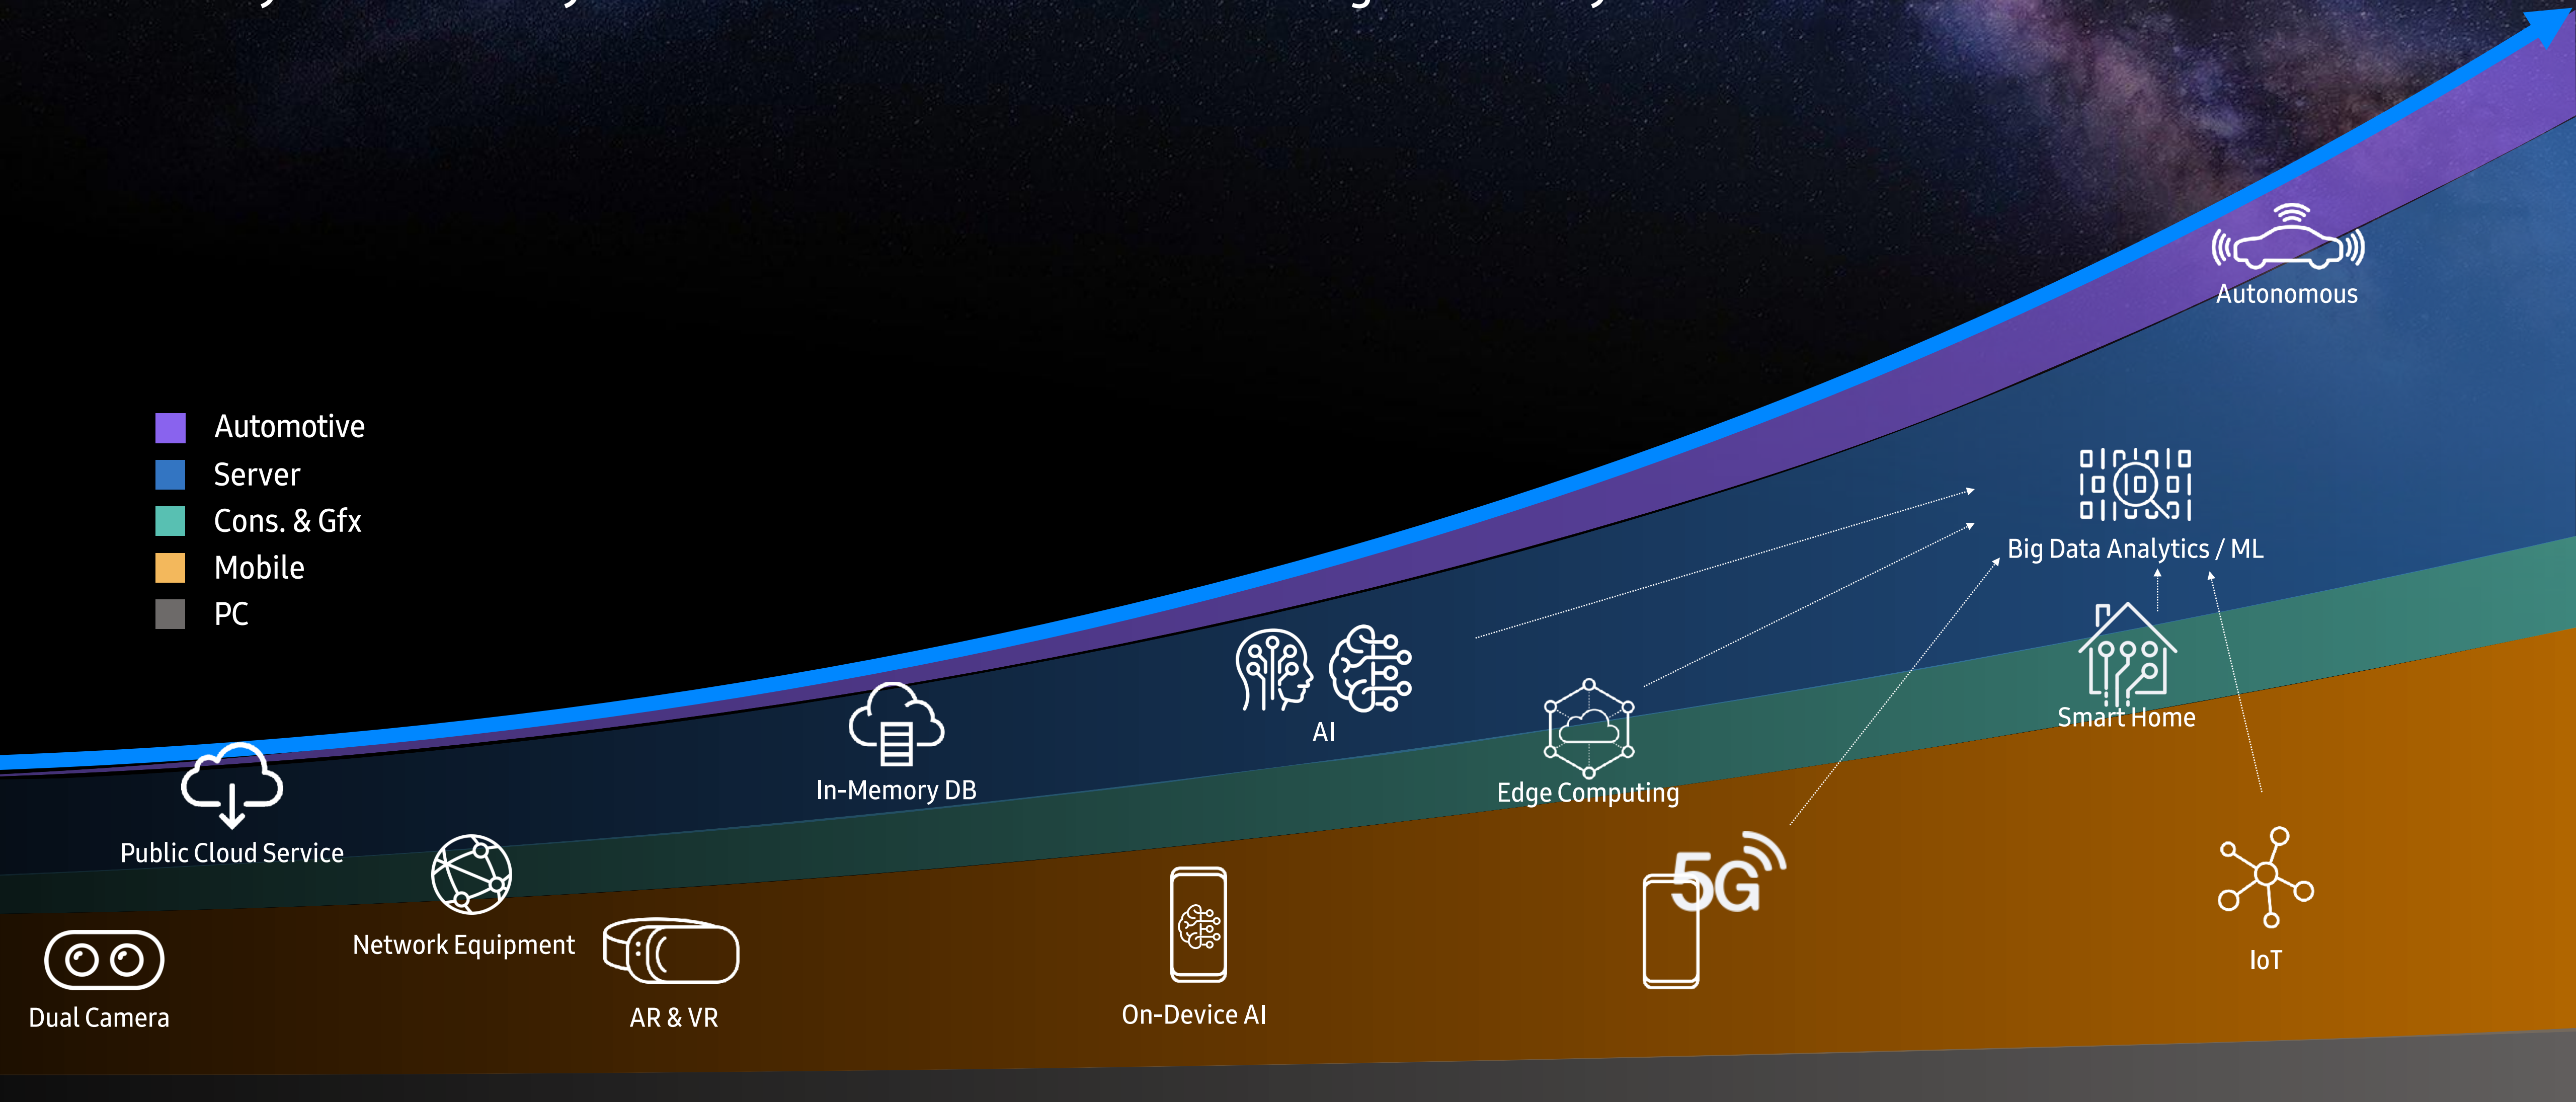 Automotive
Server
Cons. & Gfx
Mobile
PC
Autonomous
Big Data Analytics / ML
Smart Home
AI
In-Memory DB
Edge Computing
Public Cloud Service
5G
Network Equipment
IoT
Dual Camera
AR & VR
On-Device AI